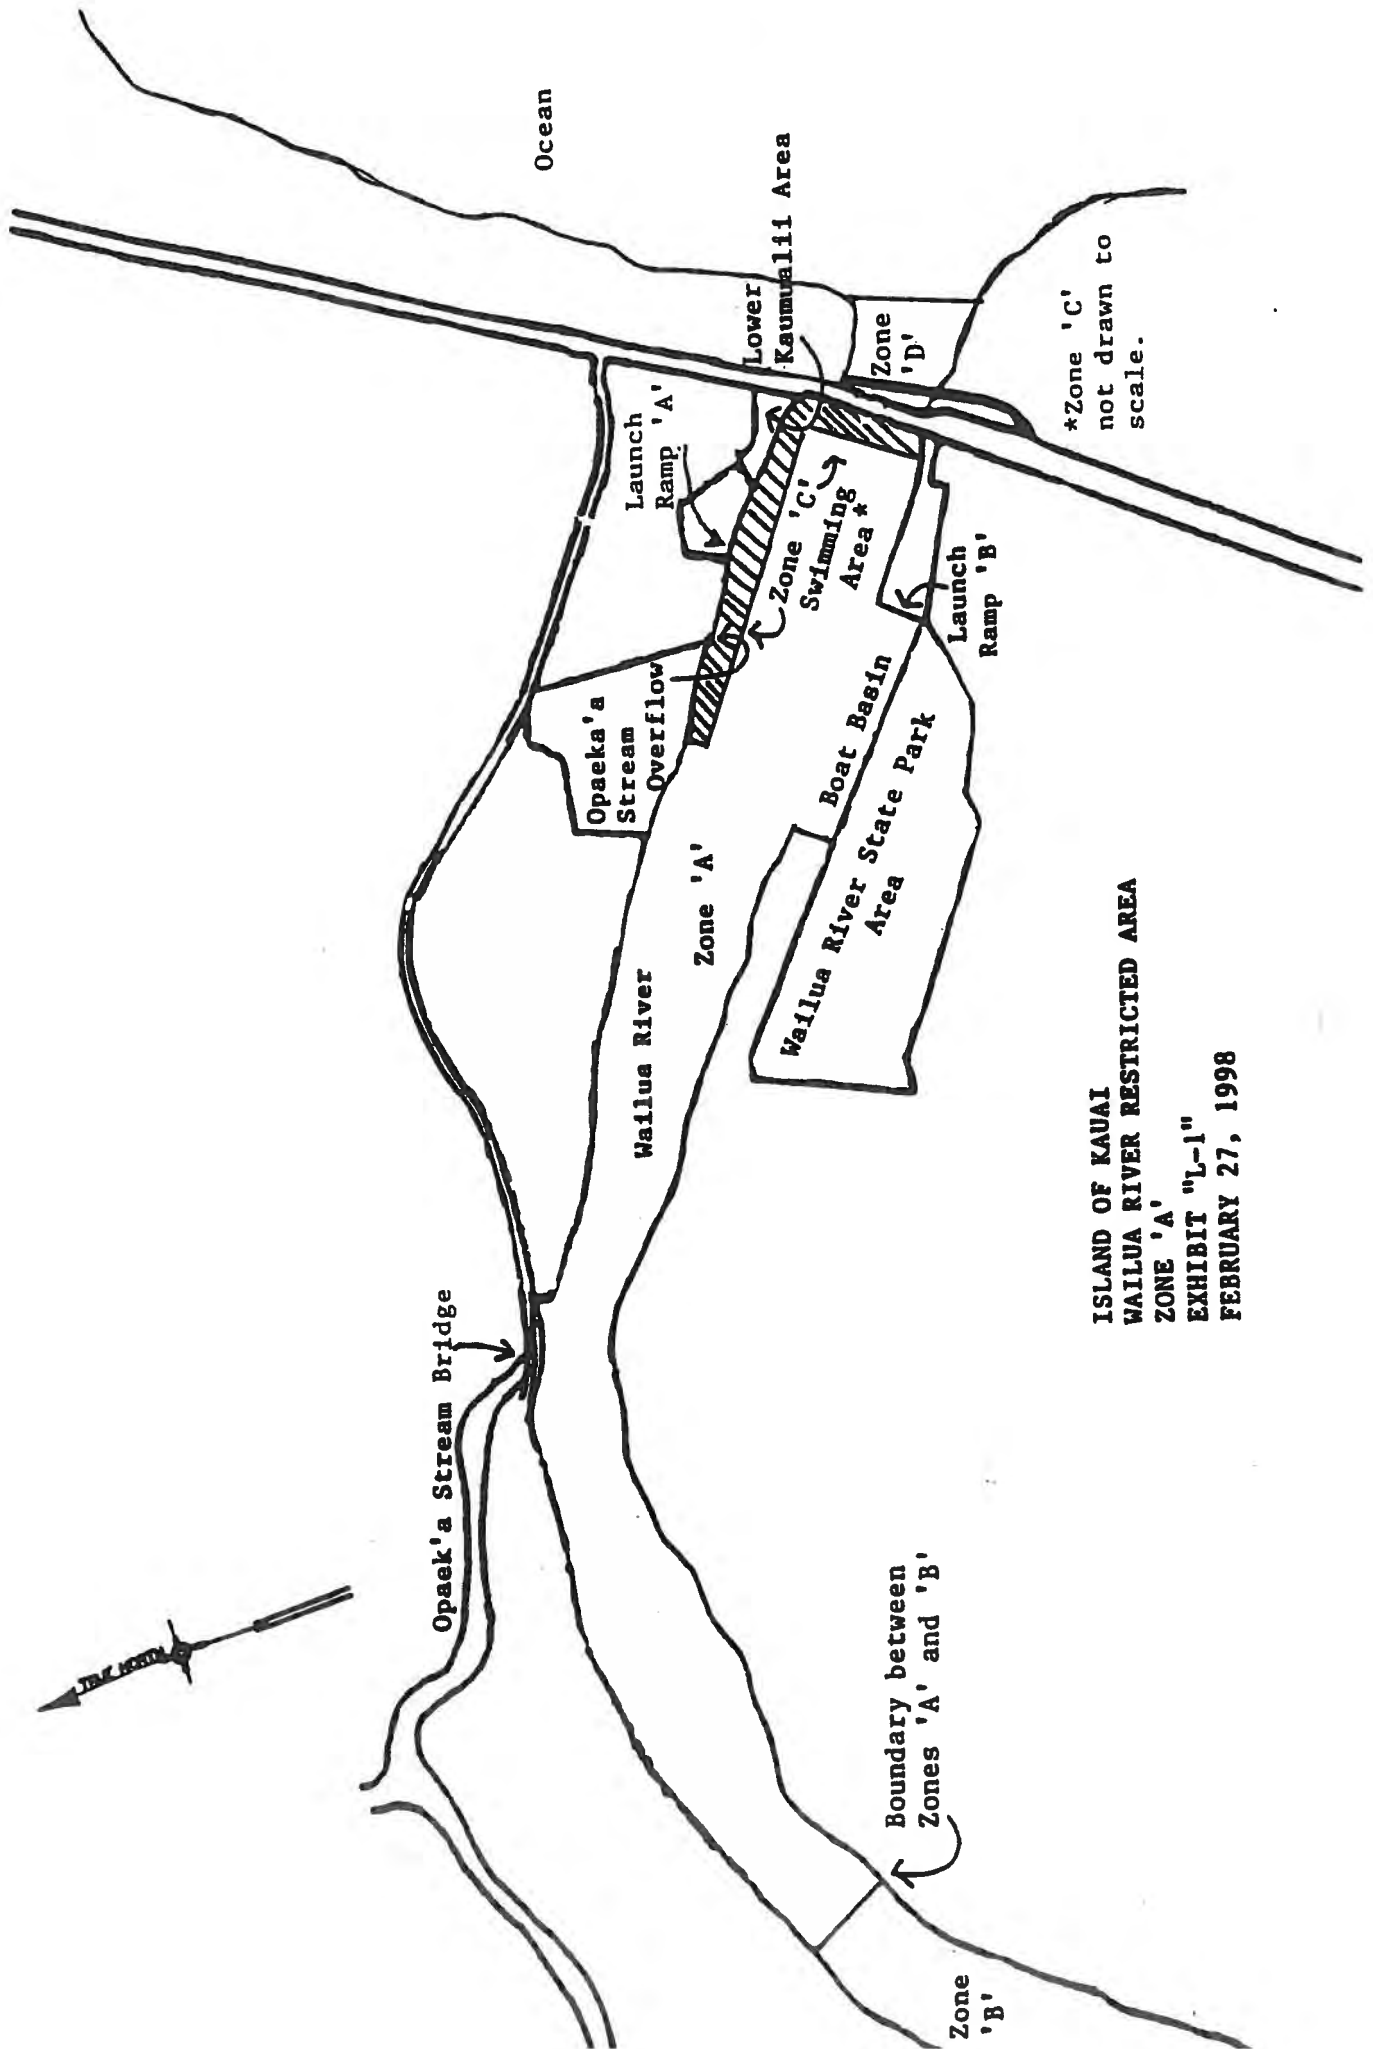 TRUE NORTH
Ocean
Lower
Kaumualii Area
Launch
Ramp 'A'
Zone
'D'
*Zone 'C'
not drawn to
scale.
Zone 'C'
Swimming
Area*
Launch
Ramp 'B'
Opaeka'a
Stream
Overflow
Boat Basin
Zone 'A'
Wailua River State Park
Area
Wailua River
Opaek'a Stream Bridge
Boundary between
Zones 'A' and 'B'
Zone
'B'
ISLAND OF KAUAI
WAILUA RIVER RESTRICTED AREA
ZONE 'A'
EXHIBIT "L-1"
FEBRUARY 27, 1998